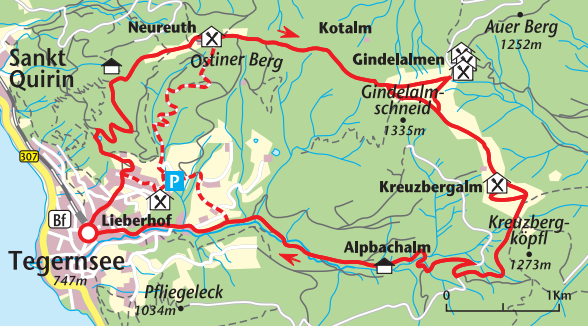 Neureuth
Kotalm
Auer Berg
1252m
Sankt
Quirin
Ostiner Berg
Gindelalmen
Gindelalm-
schneid
1335m
307
P
Kreuzbergalm
Bf
Lieberhof
Kreuzberg-
köpfl
1273m
Tegernsee
747m
Alpbachalm
Pfliegeleck
1034m
0
1Km